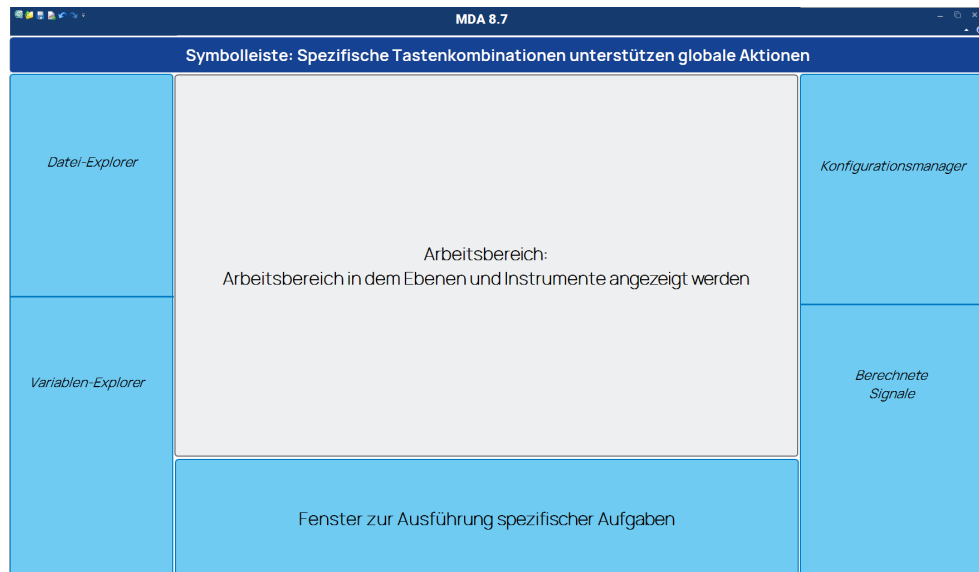 MDA 8.7
Symbolleiste: Spezifische Tastenkombinationen unterstützen globale Aktionen
Datei-Explorer
Konfigurationsmanager
Arbeitsbereich:
Arbeitsbereich in dem Ebenen und Instrumente angezeigt werden
Variablen-Explorer
Berechnete
Signale
Fenster zur Ausführung spezifischer Aufgaben